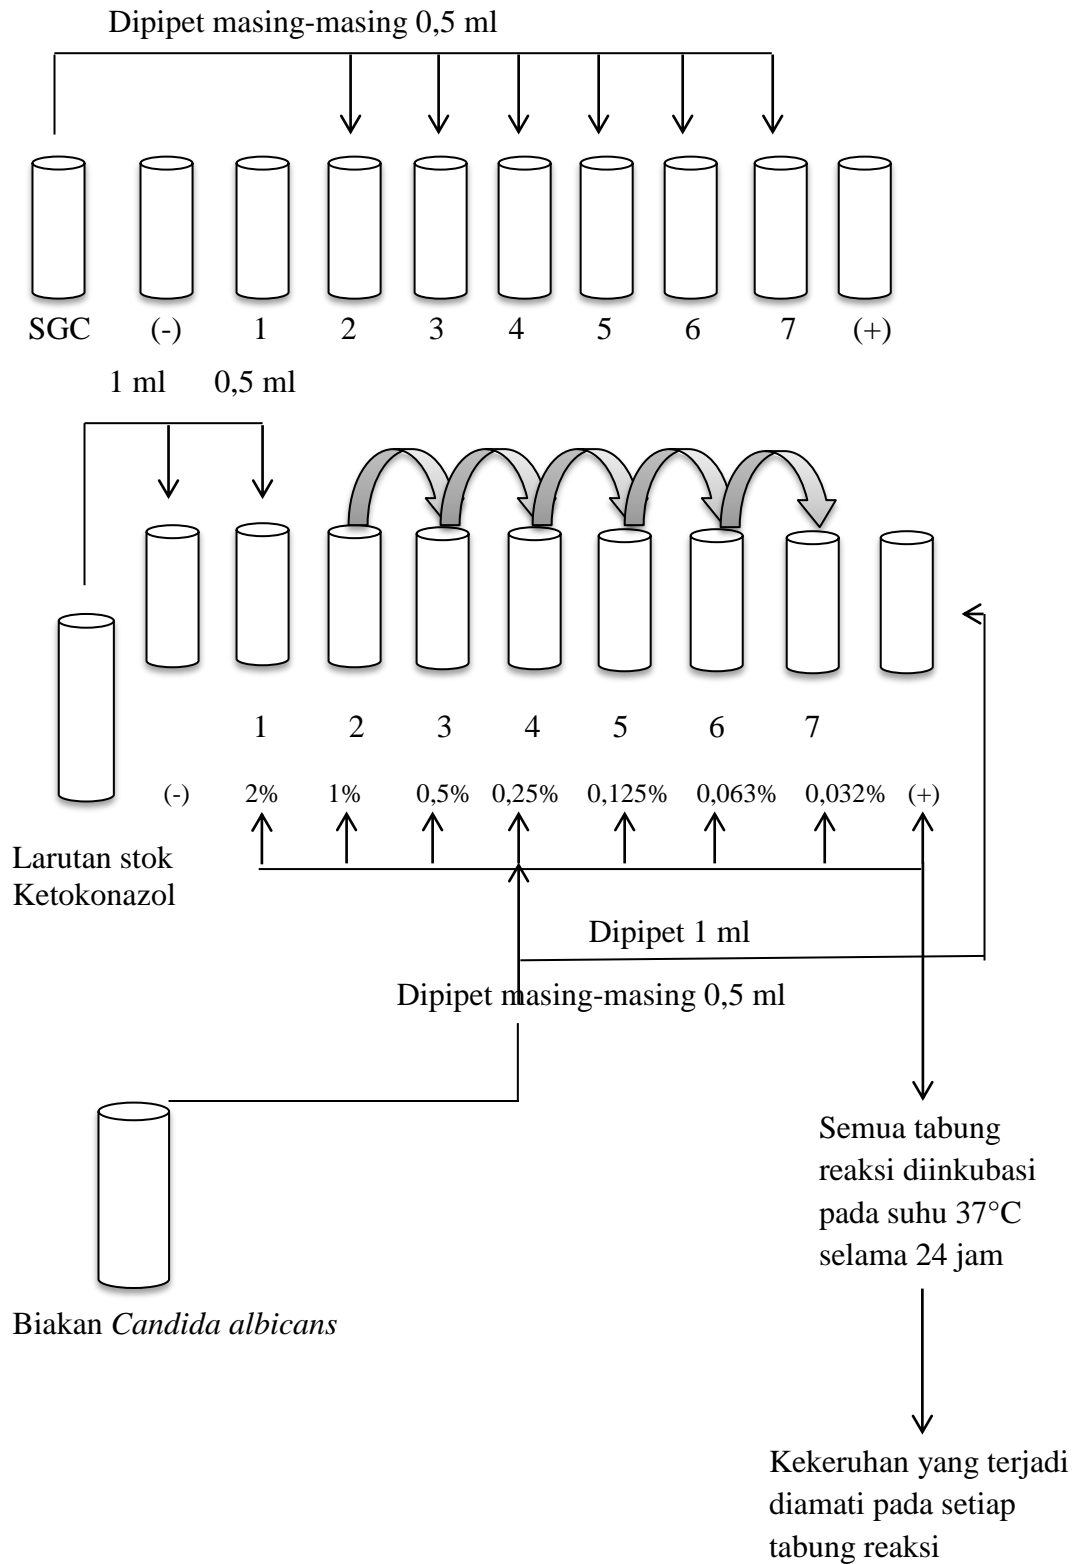 Dipipet masing-masing 0,5 ml
SGC (-) 1 2 3 4 5 6 7 (+)
1 ml 0,5 ml
1 2 3 4 5 6 7
(-) 2% 1% 0,5% 0,25% 0,125% 0,063% 0,032% (+)
Larutan stok
Ketokonazol
Dipipet 1 ml
Dipipet masing-masing 0,5 ml
Semua tabung
reaksi diinkubasi
pada suhu 37°C
selama 24 jam
Biakan Candida albicans
Kekeruhan yang terjadi
diamati pada setiap
tabung reaksi